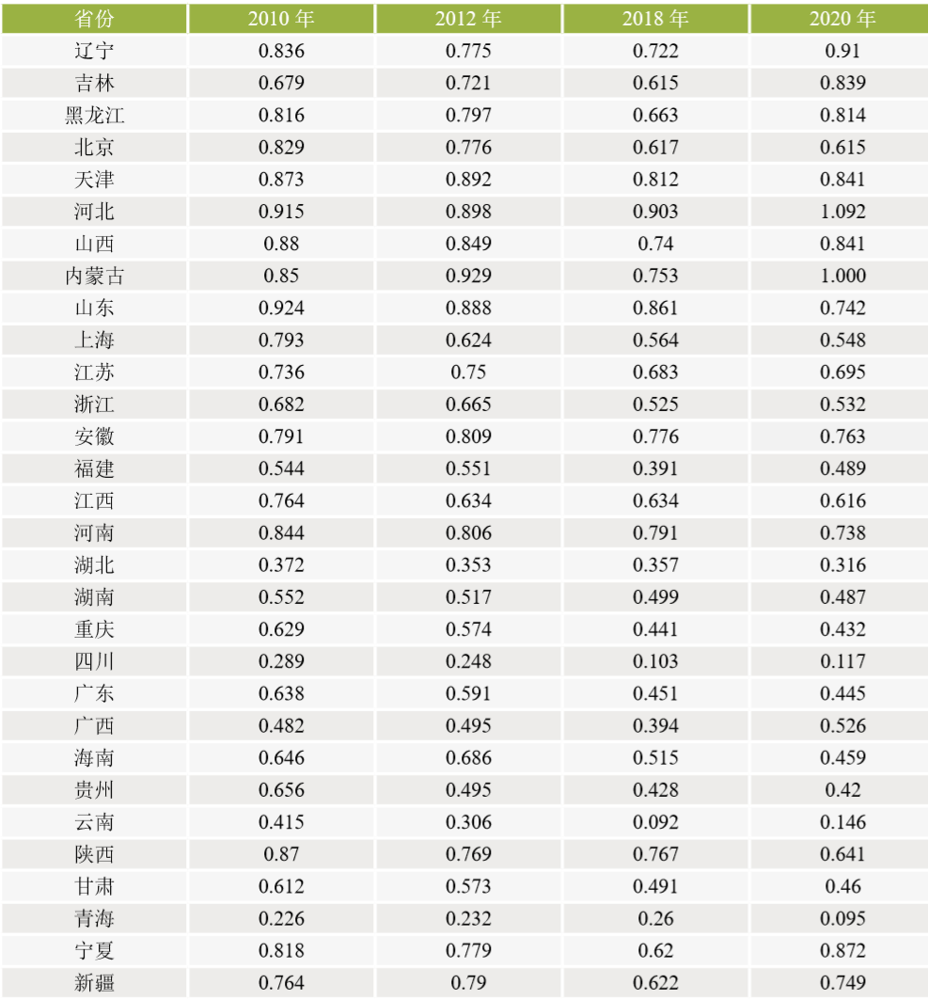 省份 2010 年 2012 年 2018 年 2020 年
辽宁 0.836 0.775 0.722 0.91
吉林 0.679 0.721 0.615 0.839
黑龙江 0.816 0.797 0.663 0.814
北京 0.829 0.776 0.617 0.615
天津 0.873 0.892 0.812 0.841
河北 0.915 0.898 0.903 1.092
山西 0.88 0.849 0.74 0.841
内蒙古 0.85 0.929 0.753 1.000
山东 0.924 0.888 0.861 0.742
上海 0.793 0.624 0.564 0.548
江苏 0.736 0.75 0.683 0.695
浙江 0.682 0.665 0.525 0.532
安徽 0.791 0.809 0.776 0.763
福建 0.544 0.551 0.391 0.489
江西 0.764 0.634 0.634 0.616
河南 0.844 0.806 0.791 0.738
湖北 0.372 0.353 0.357 0.316
湖南 0.552 0.517 0.499 0.487
重庆 0.629 0.574 0.441 0.432
四川 0.289 0.248 0.103 0.117
广东 0.638 0.591 0.451 0.445
广西 0.482 0.495 0.394 0.526
海南 0.646 0.686 0.515 0.459
贵州 0.656 0.495 0.428 0.42
云南 0.415 0.306 0.092 0.146
陕西 0.87 0.769 0.767 0.641
甘肃 0.612 0.573 0.491 0.46
青海 0.226 0.232 0.26 0.095
宁夏 0.818 0.779 0.62 0.872
新疆 0.764 0.79 0.622 0.749